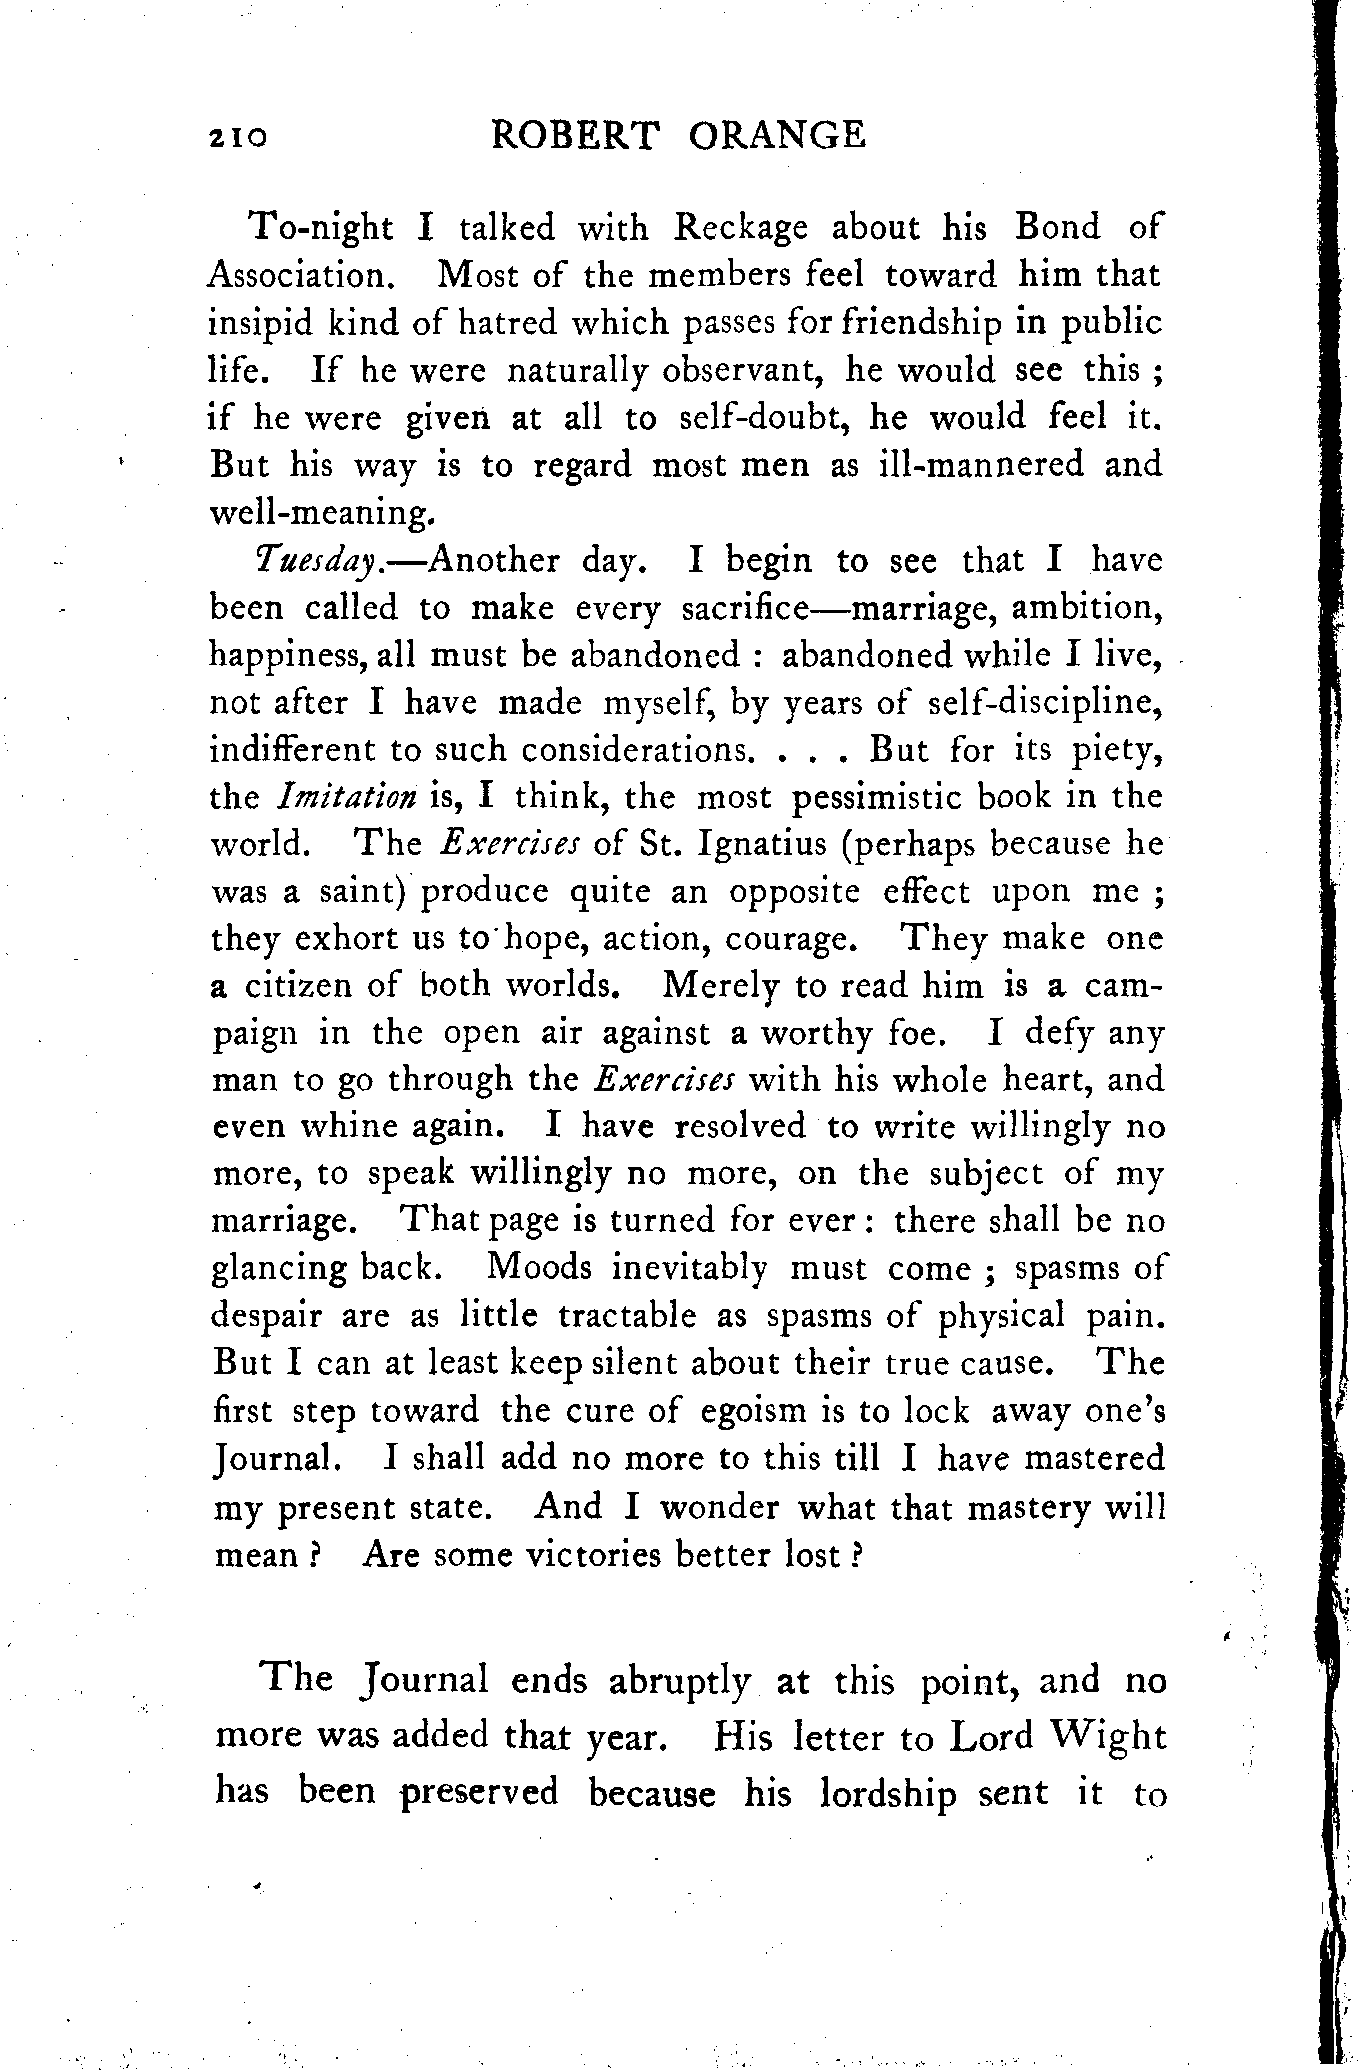 210 ROBERT ORANGE
To-night I talked with Reckage about his Bond of
Association. Most of the members feel toward him that
insipid kind of hatred which passes for friendship in public
life. If he were naturally observant, he would see this ;
if he were given at all to self-doubt, he would feel it.
But his way is to regard most men as ill-mannered and
well-meaning.
Tuesday.—Another day. I begin to see that I have
been called to make every sacrifice—marriage, ambition,
happiness, all must be abandoned : abandoned while I live,
not after I have made myself, by years of self-discipline,
indifferent to such considerations. . . . But for its piety,
the Imitation is, I think, the most pessimistic book in the
world. The Exercises of St. Ignatius (perhaps because he
was a saint) produce quite an opposite effect upon me ;
they exhort us to hope, action, courage. They make one
a citizen of both worlds. Merely to read him is a cam-
paign in the open air against a worthy foe. I defy any
man to go through the Exercises with his whole heart, and
even whine again. I have resolved to write willingly no
more, to speak willingly no more, on the subject of my
marriage. That page is turned for ever : there shall be no
glancing back. Moods inevitably must come ; spasms of
despair are as little tractable as spasms of physical pain.
But I can at least keep silent about their true cause. The
first step toward the cure of egoism is to lock away one's
Journal. I shall add no more to this till I have mastered
my present state. And I wonder what that mastery will
mean ? Are some victories better lost ?
The Journal ends abruptly at this point, and no
more was added that year. His letter to Lord Wight
has been preserved because his lordship sent it to